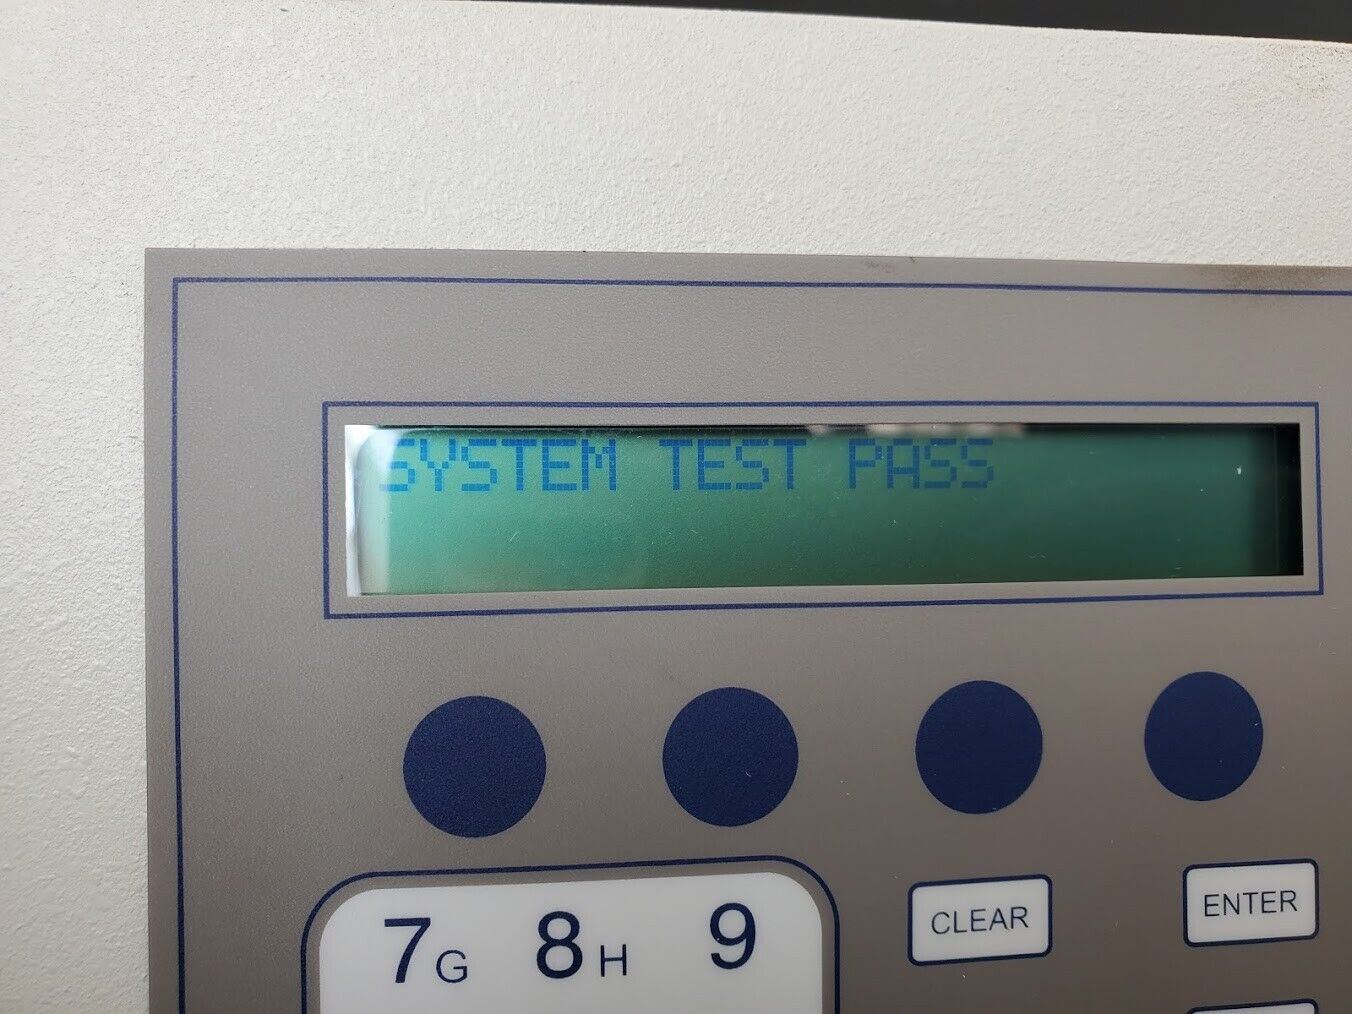 SYSTEM TEST PASS
7G 8H 9
CLEAR
ENTER